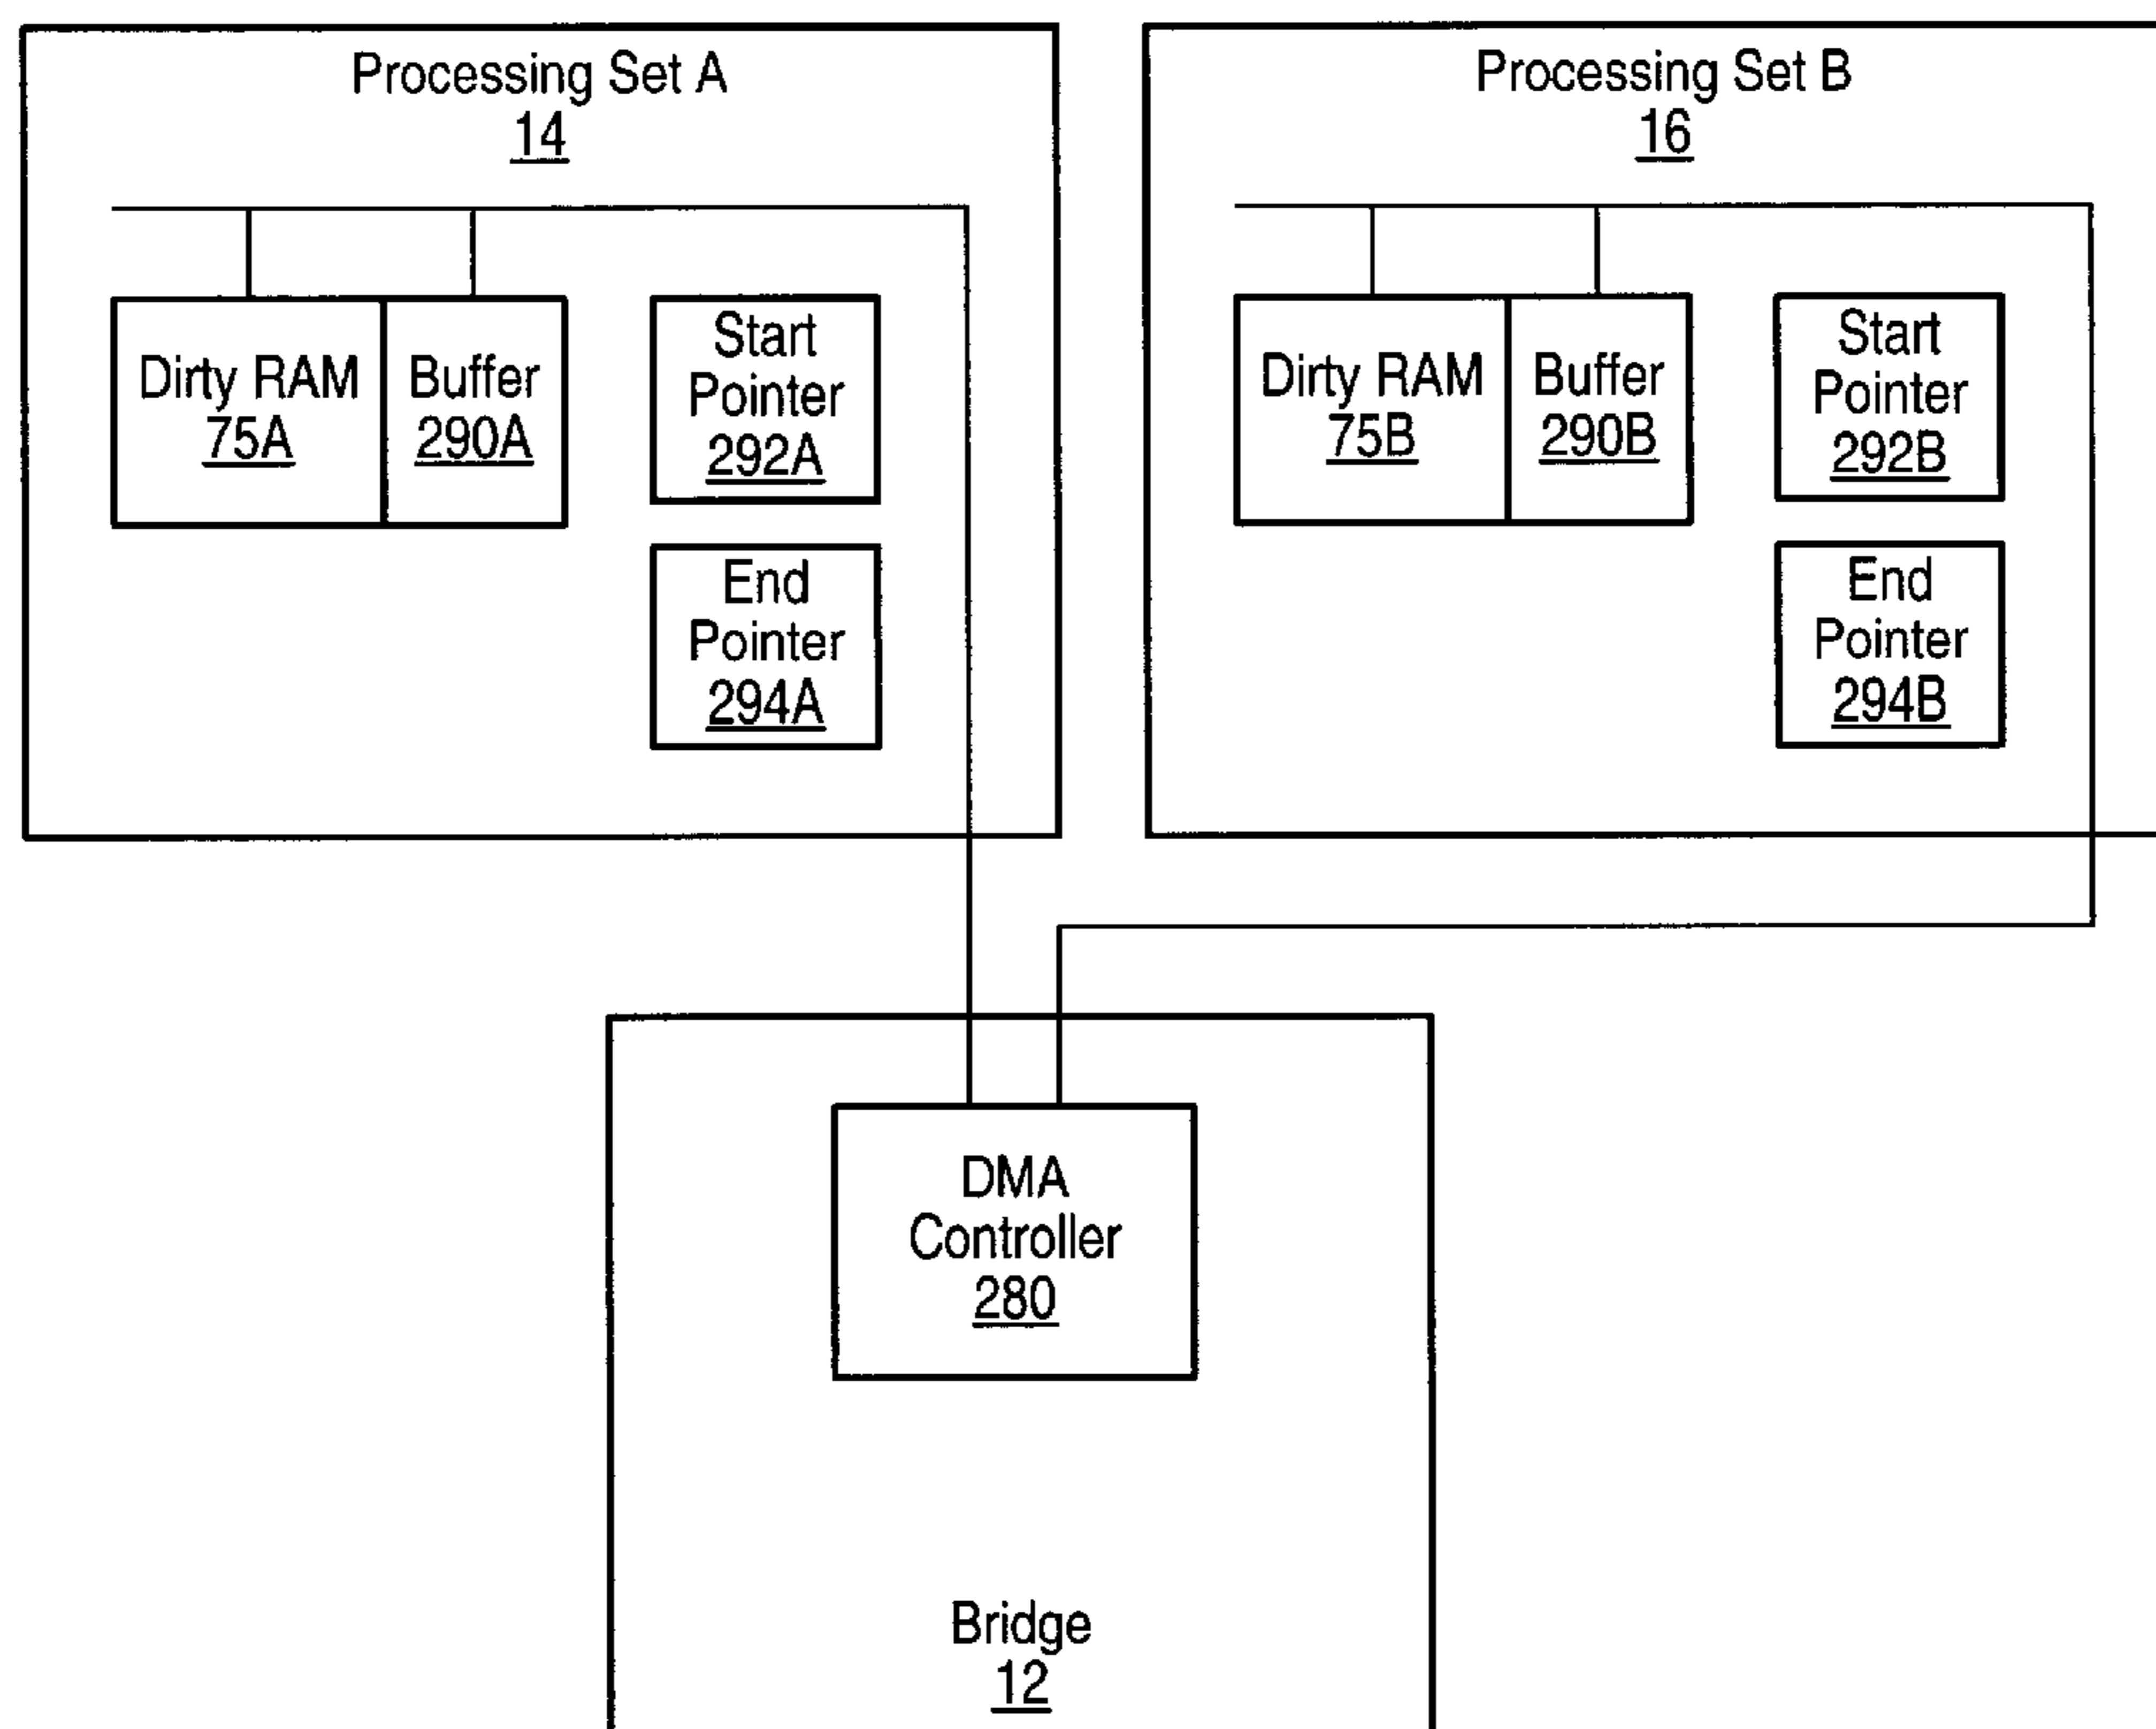 Processing Set A
14
Dirty RAM
75A
Buffer
290A
Start
Pointer
292A
End
Pointer
294A
Processing Set B
16
Dirty RAM
75B
Buffer
290B
Start
Pointer
292B
End
Pointer
294B
DMA
Controller
280
Bridge
12